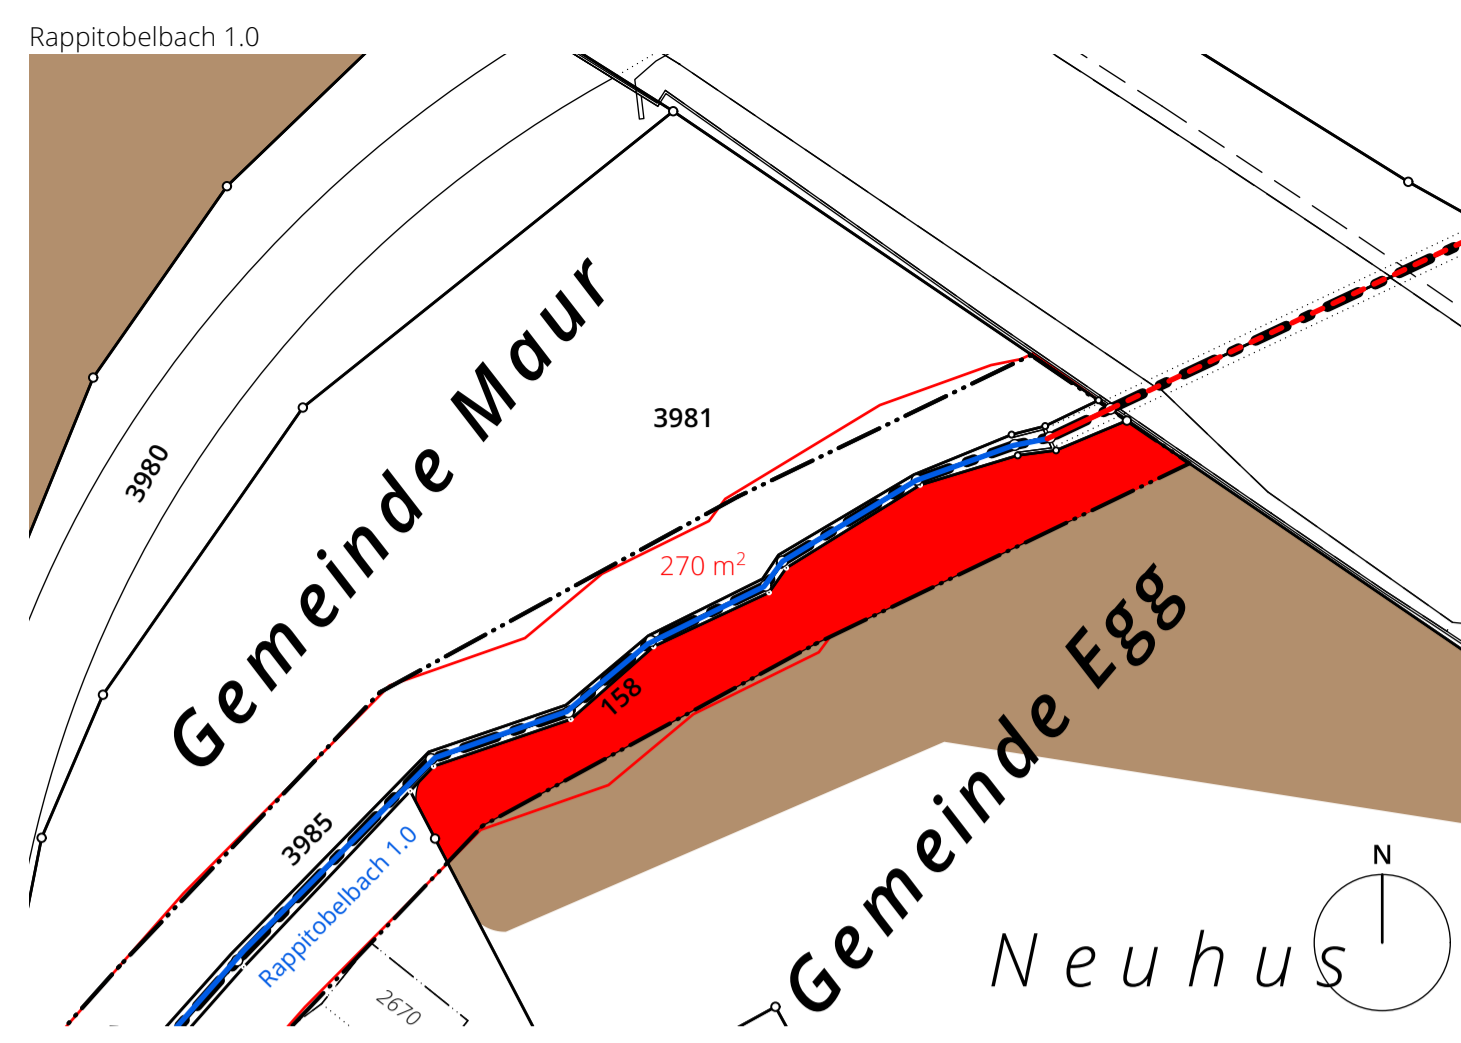 Rappitobelbach 1.0
Gemeinde Maur
3981
3980
270 m²
158
Gemeinde Egg
3985
Rappitobelbach 1.0
N
Neuhus
2670